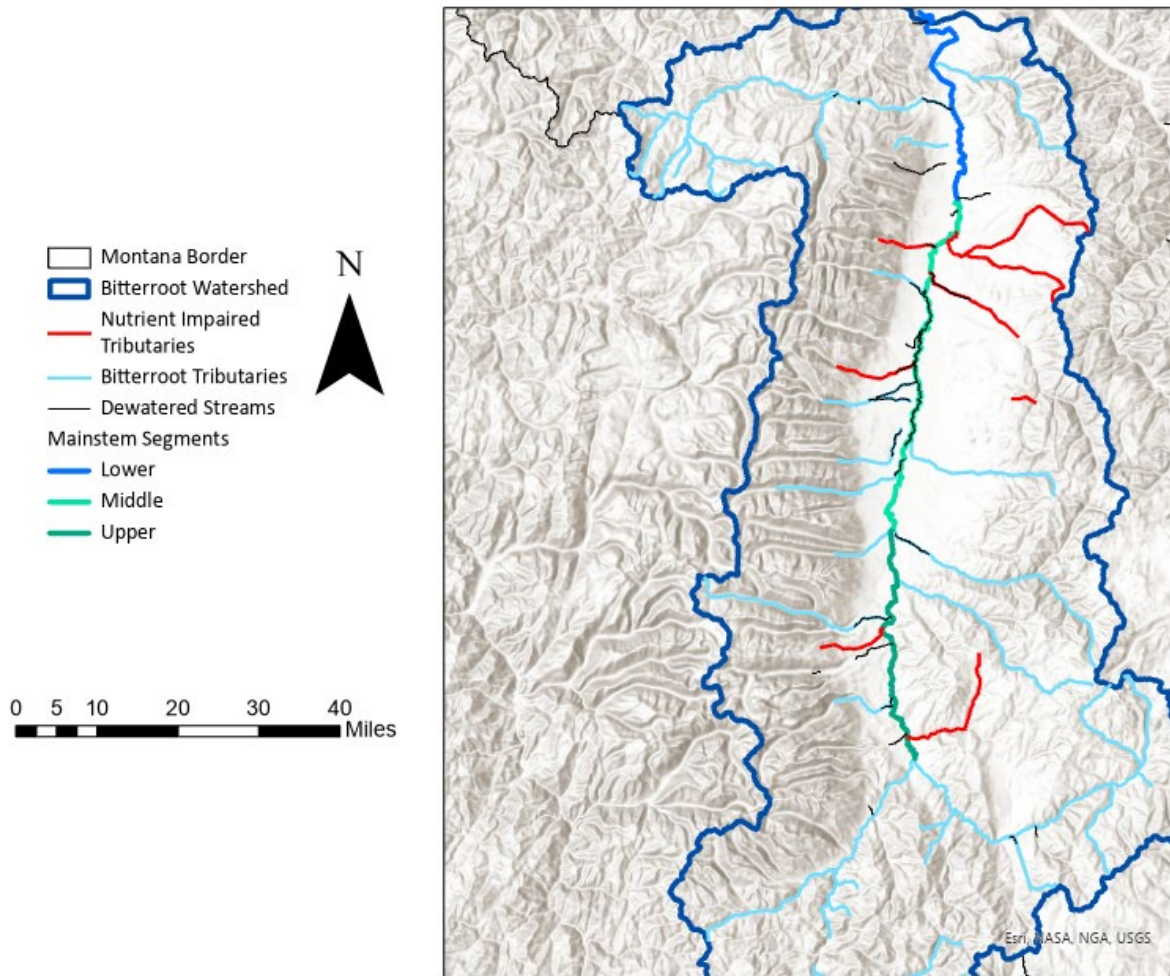 N
Montana Border
Bitterroot Watershed
Nutrient Impaired
Tributaries
Bitterroot Tributaries
Dewatered Streams
Mainstem Segments
Lower
Middle
Upper
0 5 10 20 30 40
Miles
Esri, NASA, NGA, USGS